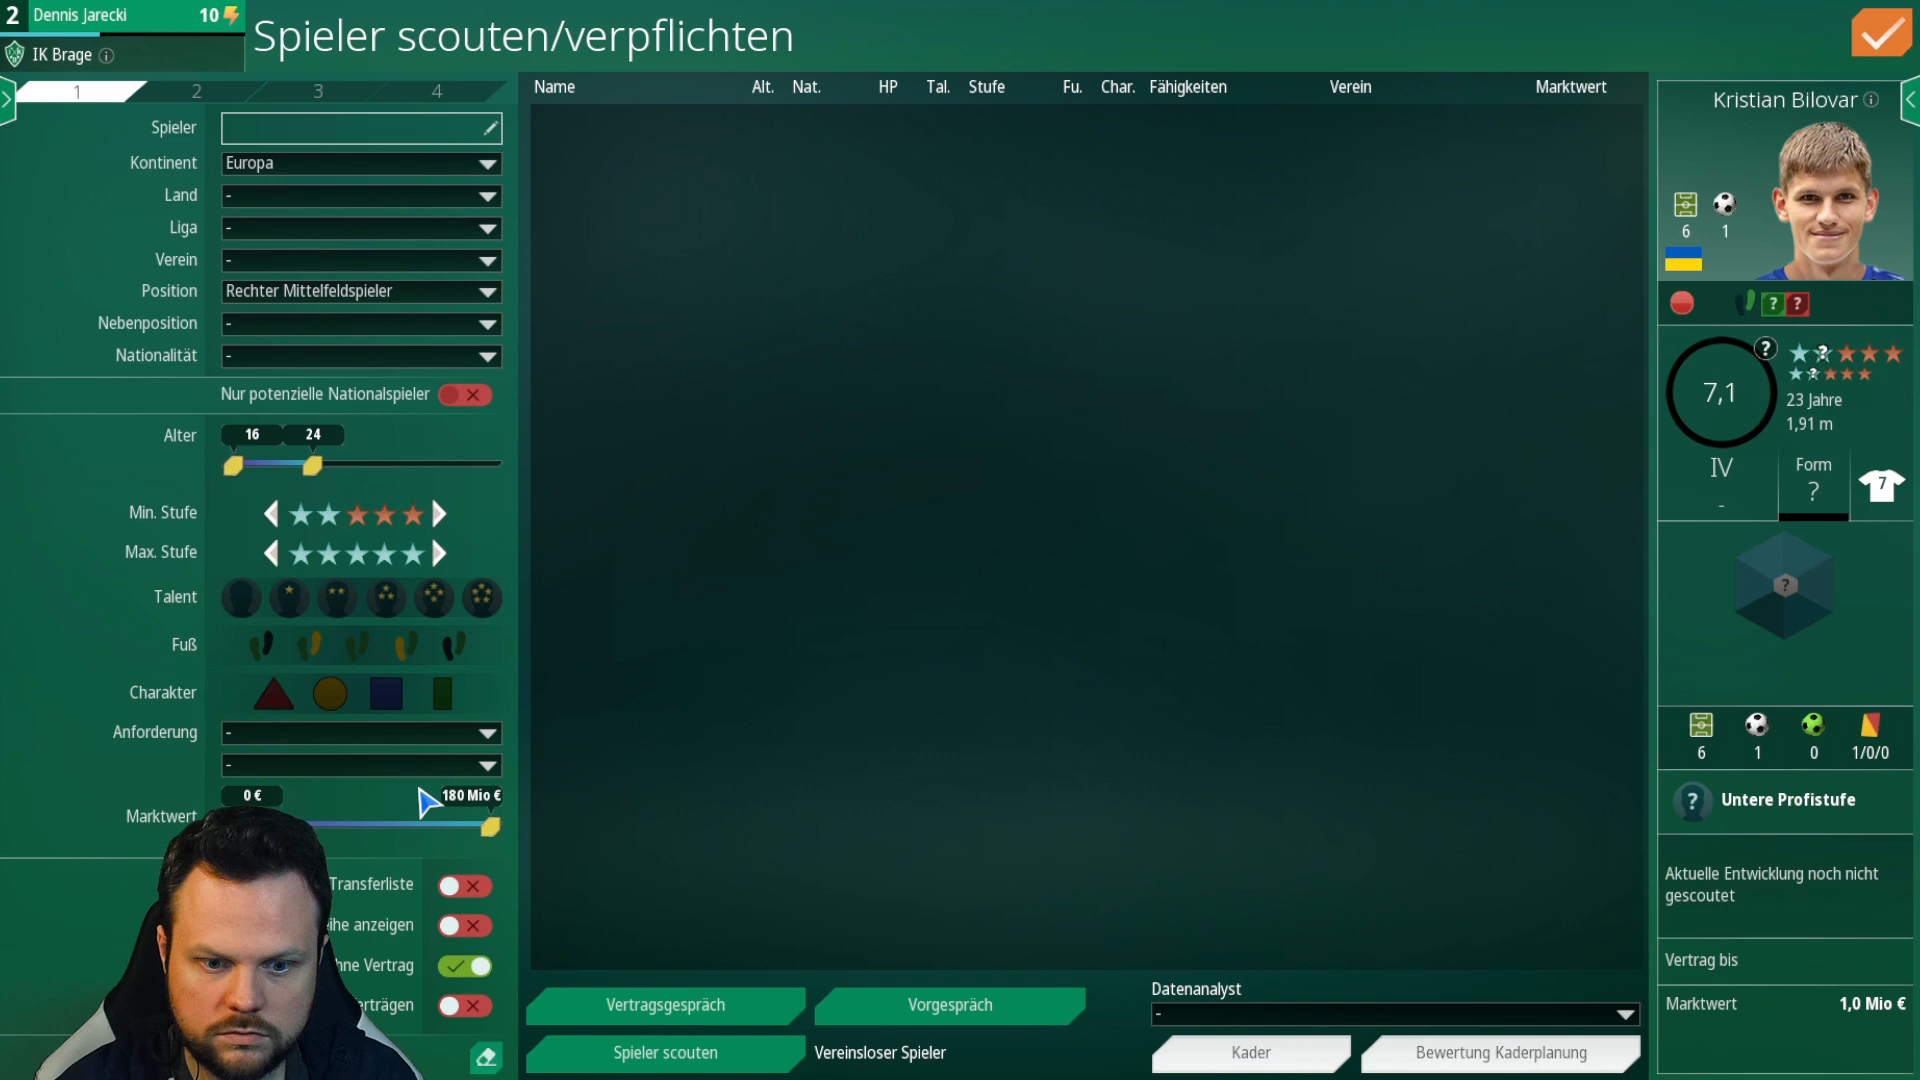 2 Dennis Jarecki 10
IK Brage
Spieler scouten/verpflichten
1 2 3 4
Spieler
Kontinent Europa
Land -
Liga -
Verein -
Position Rechter Mittelfeldspieler
Nebenposition -
Nationalität -
Nur potenzielle Nationalspieler
Alter 16 24
Min. Stufe
Max. Stufe
Talent
Fuß
Charakter
Anforderung -
-
0 € 180 Mio €
Marktwert
Transferliste
ihe anzeigen
hne Vertrag
erträgen
Name Alt. Nat. HP Tal. Stufe Fu. Char. Fähigkeiten Verein Marktwert
Vertragsgespräch Vorgespräch
Spieler scouten Vereinsloser Spieler
Datenanalyst
-
Kader Bewertung Kaderplanung
Kristian Bilovar
6 1
? ?
?
7,1
23 Jahre
1,91 m
IV
-
Form
?
7
?
6 1 0 1/0/0
? Untere Profistufe
Aktuelle Entwicklung noch nicht
gescoutet
Vertrag bis
Marktwert 1,0 Mio €